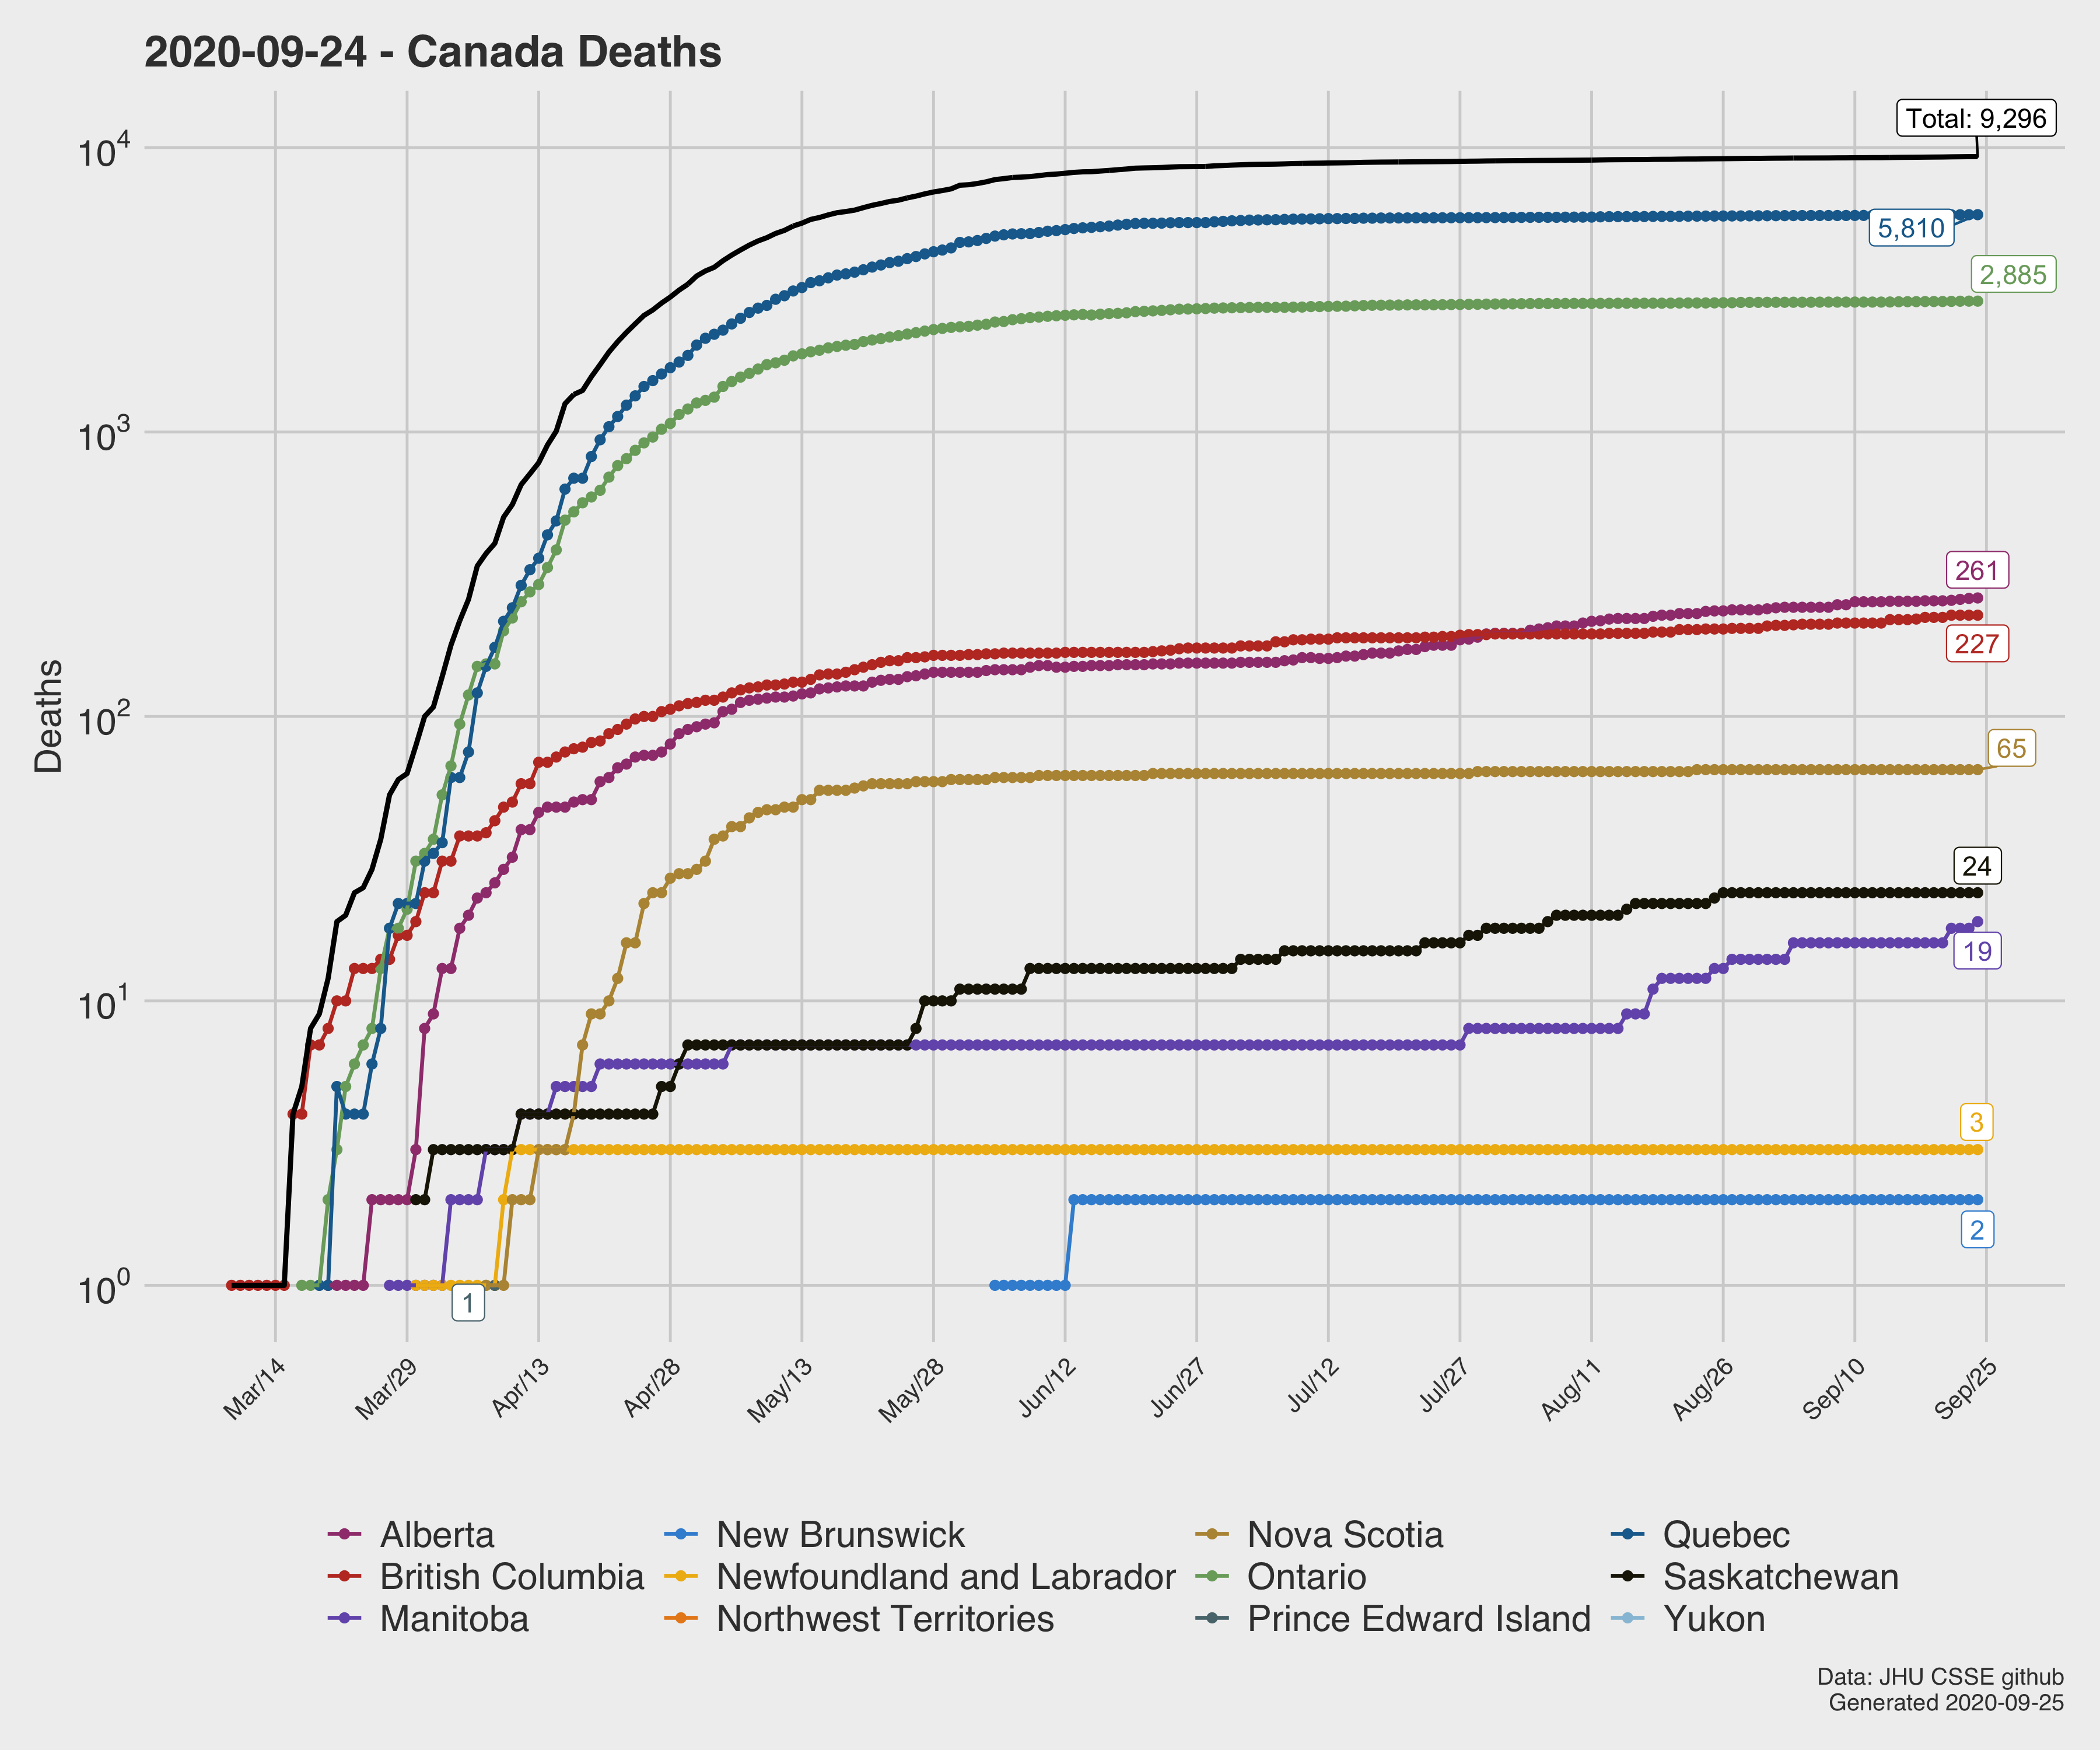 2020-09-24 - Canada Deaths
Total: 9,296
10^4
5,810
2,885
10^3
261
227
10^2
65
24
19
10^1
3
2
10^0
1
Deaths
Mar/14 Mar/29 Apr/13 Apr/28 May/13 May/28 Jun/12 Jun/27 Jul/12 Jul/27 Aug/11 Aug/26 Sep/10 Sep/25
Alberta New Brunswick Nova Scotia Quebec
British Columbia Newfoundland and Labrador Ontario Saskatchewan
Manitoba Northwest Territories Prince Edward Island Yukon
Data: JHU CSSE github
Generated 2020-09-25